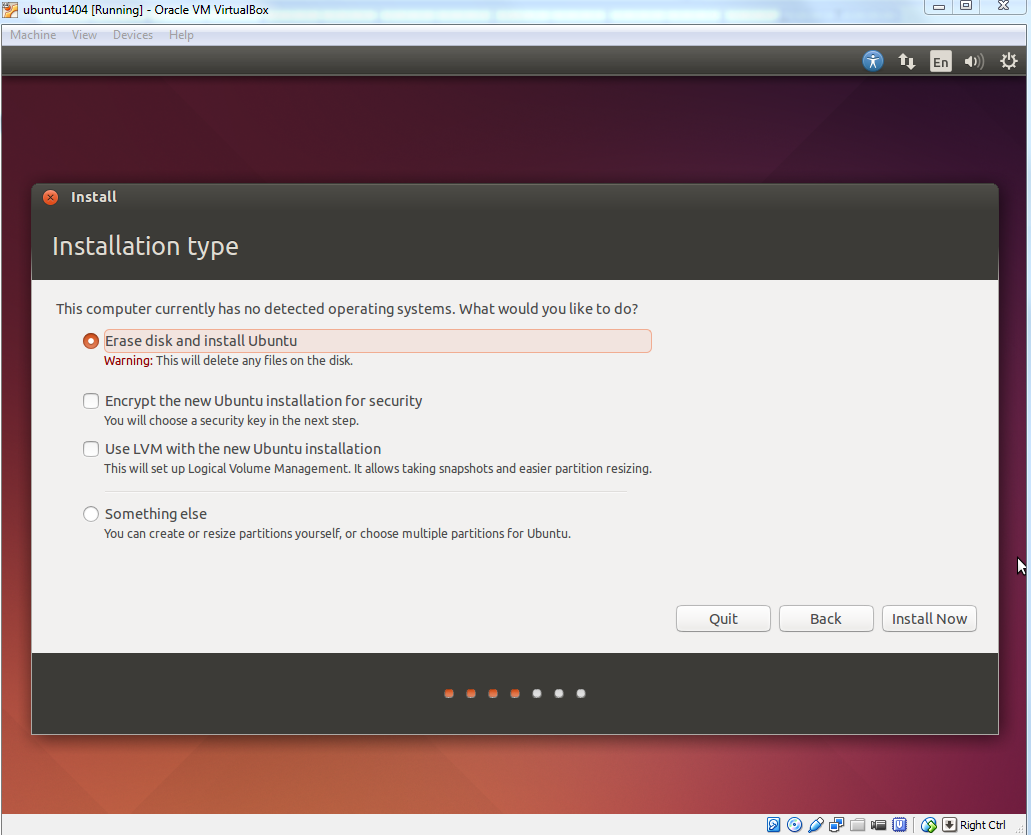 ubuntu1404 [Running] - Oracle VM VirtualBox
Machine View Devices Help
En
Install
Installation type
This computer currently has no detected operating systems. What would you like to do?
Erase disk and install Ubuntu
Warning: This will delete any files on the disk.
Encrypt the new Ubuntu installation for security
You will choose a security key in the next step.
Use LVM with the new Ubuntu installation
This will set up Logical Volume Management. It allows taking snapshots and easier partition resizing.
Something else
You can create or resize partitions yourself, or choose multiple partitions for Ubuntu.
Quit Back Install Now
Right Ctrl